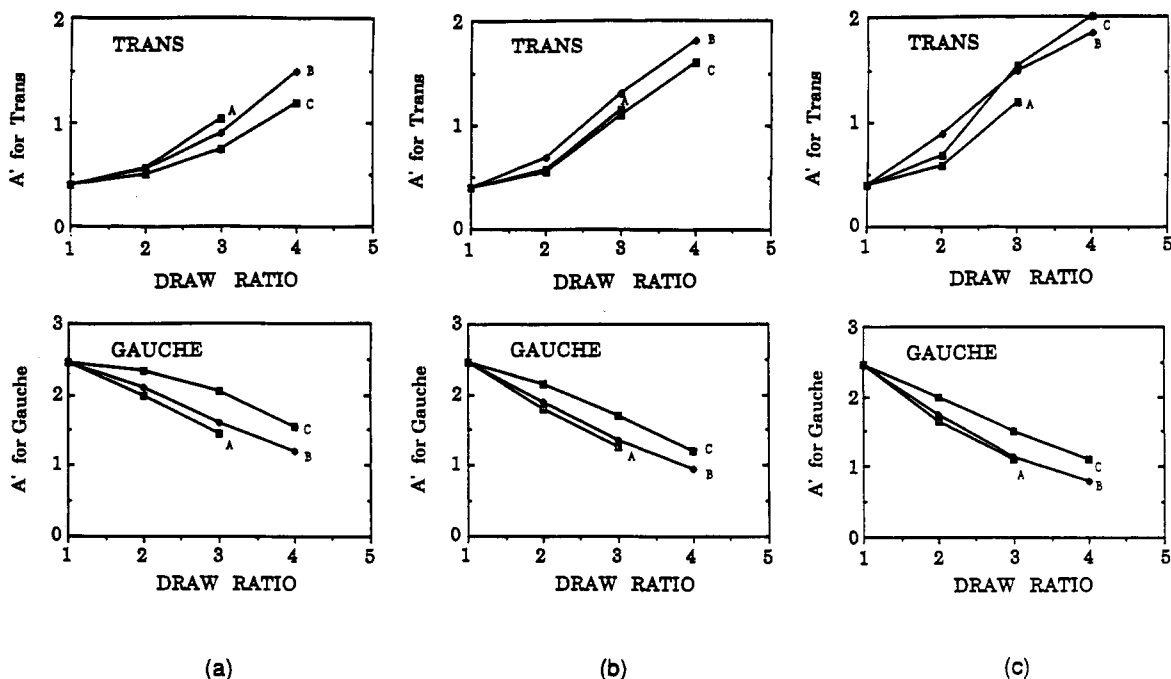 2
TRANS
B
A
C
1
A' for Trans
0
1 2 3 4 5
DRAW RATIO
3
GAUCHE
2
C
A
B
1
A' for Gauche
0
1 2 3 4 5
DRAW RATIO
(a)
2
TRANS
B
A
C
1
A' for Trans
0
1 2 3 4 5
DRAW RATIO
3
GAUCHE
2
C
A
B
1
A' for Gauche
0
1 2 3 4 5
DRAW RATIO
(b)
2
TRANS
C
B
A
1
A' for Trans
0
1 2 3 4 5
DRAW RATIO
3
GAUCHE
2
C
A
B
1
A' for Gauche
0
1 2 3 4 5
DRAW RATIO
(c)